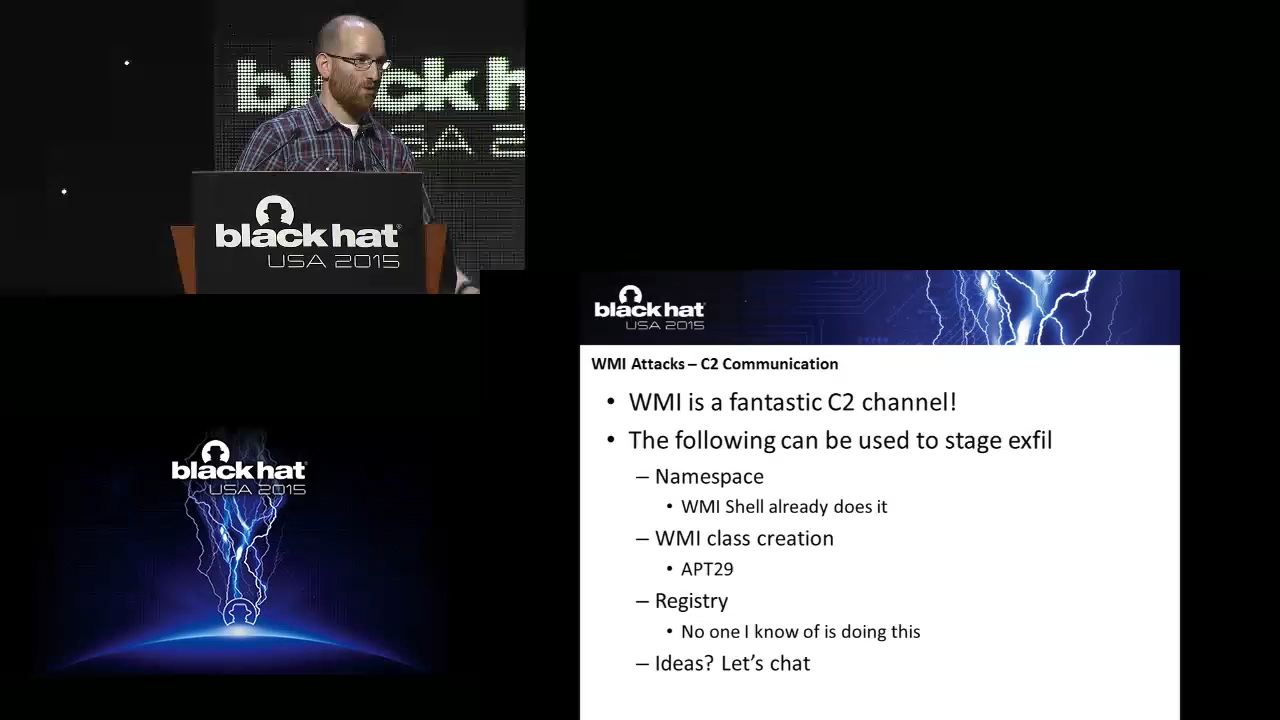 black h
USA 2
black hat
USA 2015
black hat
USA 2015
WMI Attacks – C2 Communication
• WMI is a fantastic C2 channel!
• The following can be used to stage exfil
– Namespace
• WMI Shell already does it
– WMI class creation
• APT29
– Registry
• No one I know of is doing this
– Ideas? Let's chat
black hat
USA 2015